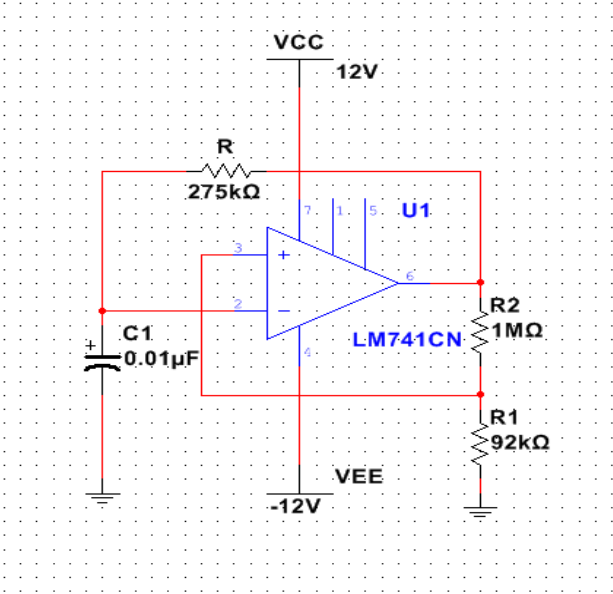 VCC
12V
R
275kΩ
7
1
5
U1
3
+
6
2
−
R2
1MΩ
LM741CN
C1
+
0.01µF
4
R1
92kΩ
VEE
-12V